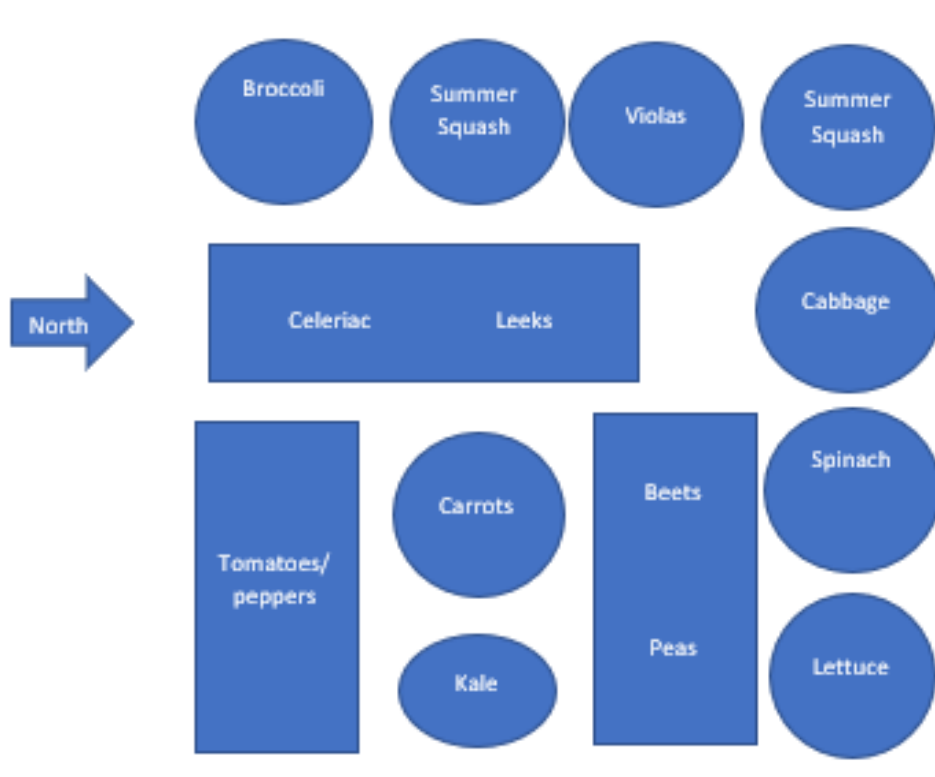 Broccoli
Summer
Squash
Violas
Summer
Squash
North
Celeriac
Leeks
Cabbage
Tomatoes/
peppers
Carrots
Kale
Beets
Peas
Spinach
Lettuce